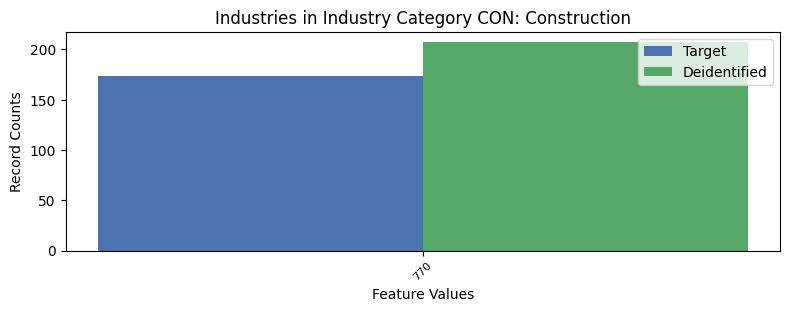 Industries in Industry Category CON: Construction
Target
Deidentified
Record Counts
200
150
100
50
0
770
Feature Values